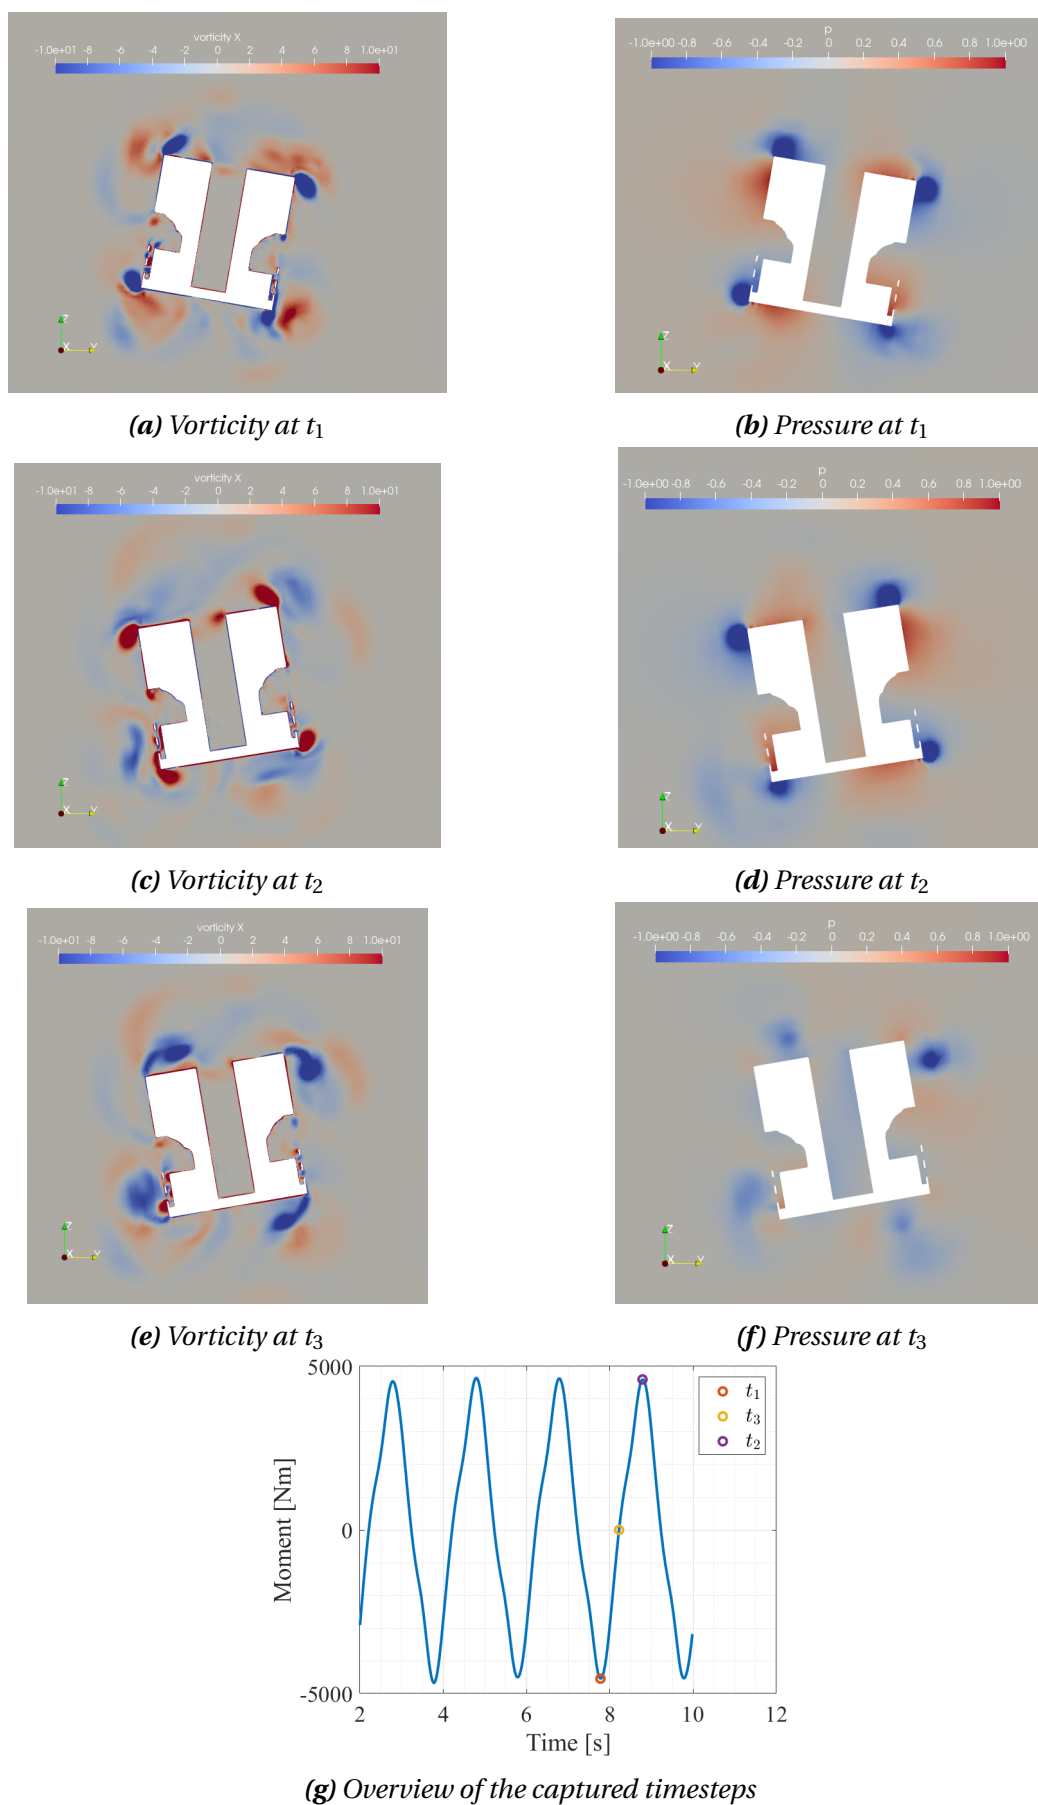 vorticity X
-1.0e+01 -8 -6 -4 -2 0 2 4 6 8 1.0e+01
Z
X Y
p
-1.0e+00 -0.8 -0.6 -0.4 -0.2 0 0.2 0.4 0.6 0.8 1.0e+00
Z
X Y
(a) Vorticity at t1
(b) Pressure at t1
vorticity X
-1.0e+01 -8 -6 -4 -2 0 2 4 6 8 1.0e+01
Z
X Y
p
-1.0e+00 -0.8 -0.6 -0.4 -0.2 0 0.2 0.4 0.6 0.8 1.0e+00
Z
X Y
(c) Vorticity at t2
(d) Pressure at t2
vorticity X
-1.0e+01 -8 -6 -4 -2 0 2 4 6 8 1.0e+01
Z
X Y
p
-1.0e+00 -0.8 -0.6 -0.4 -0.2 0 0.2 0.4 0.6 0.8 1.0e+00
Z
X Y
(e) Vorticity at t3
(f) Pressure at t3
5000
0
-5000
Moment [Nm]
t1
t3
t2
2 4 6 8 10 12
Time [s]
(g) Overview of the captured timesteps